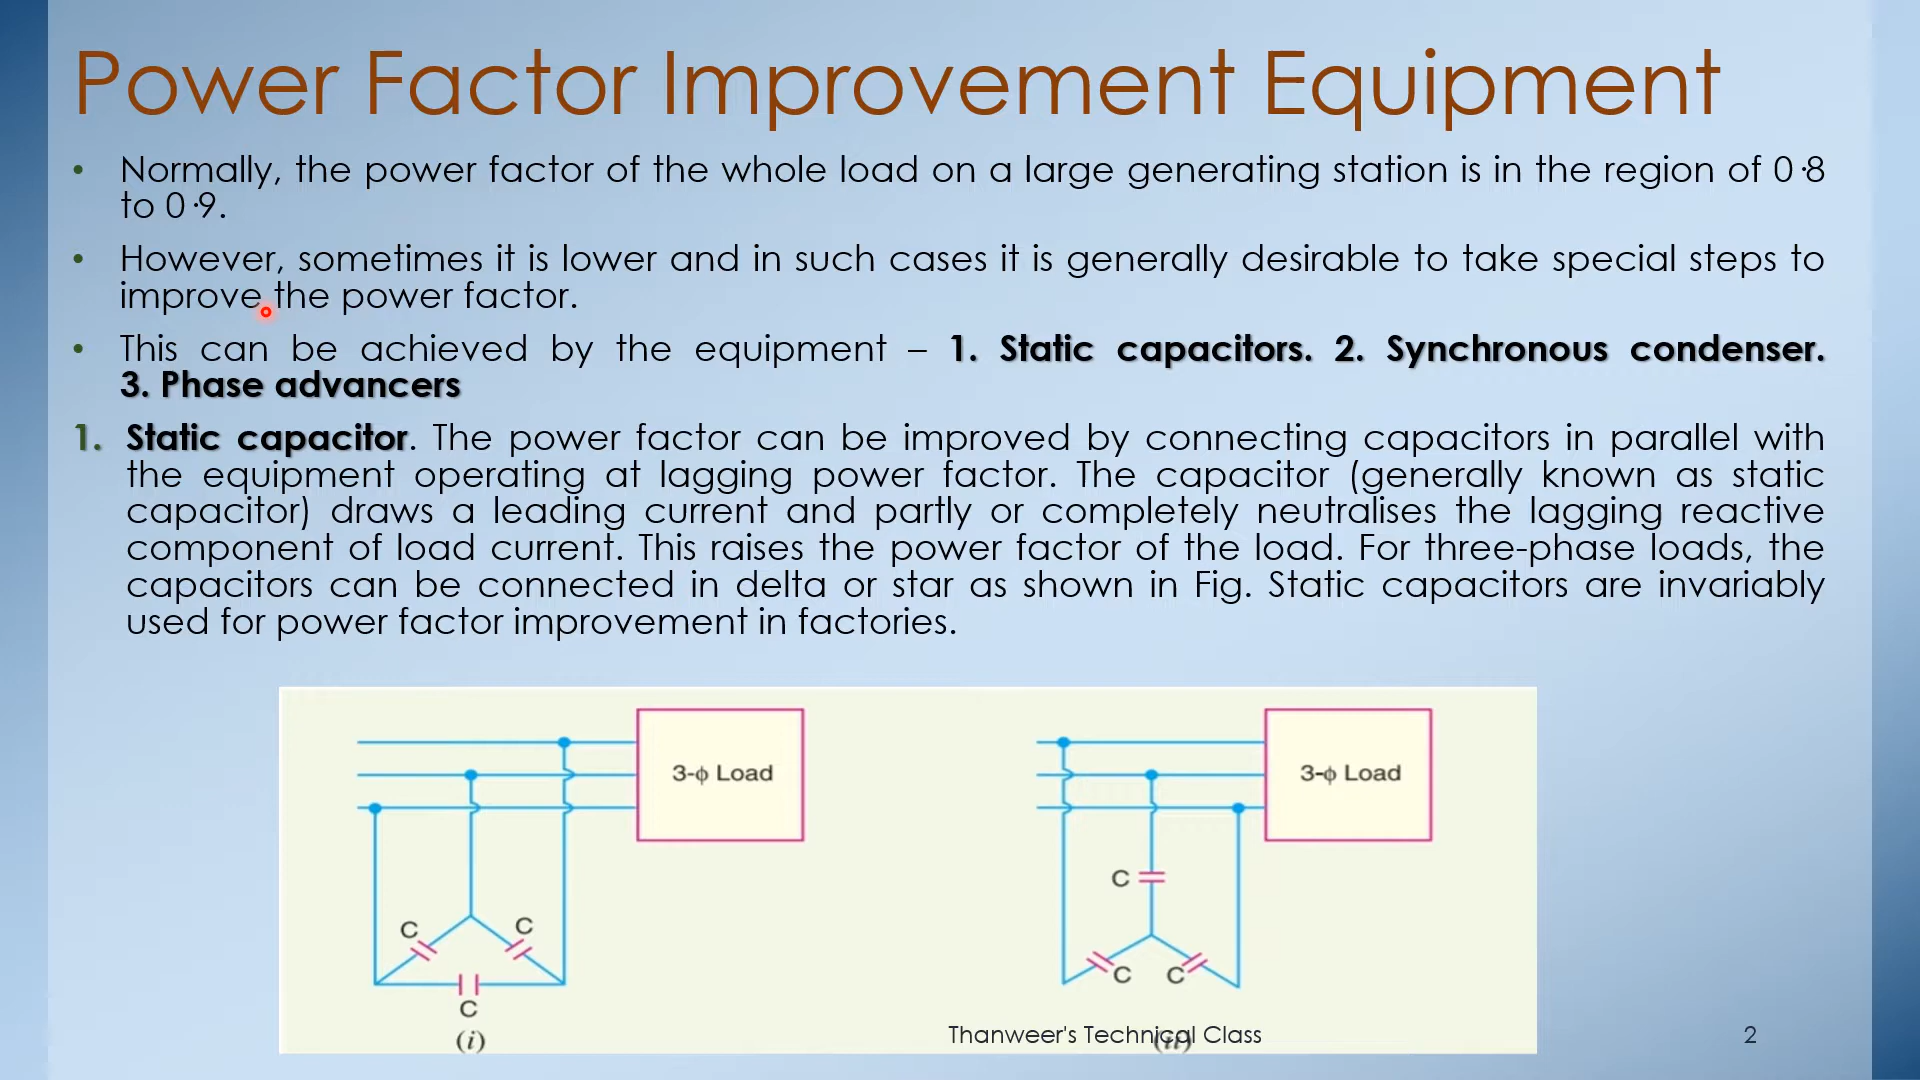 Power Factor Improvement Equipment
• Normally, the power factor of the whole load on a large generating station is in the region of 0·8
to 0·9.
• However, sometimes it is lower and in such cases it is generally desirable to take special steps to
improve the power factor.
• This can be achieved by the equipment – 1. Static capacitors. 2. Synchronous condenser.
3. Phase advancers
1. Static capacitor. The power factor can be improved by connecting capacitors in parallel with
the equipment operating at lagging power factor. The capacitor (generally known as static
capacitor) draws a leading current and partly or completely neutralises the lagging reactive
component of load current. This raises the power factor of the load. For three-phase loads, the
capacitors can be connected in delta or star as shown in Fig. Static capacitors are invariably
used for power factor improvement in factories.
3-ϕ Load
C
C
C
(i)
3-ϕ Load
C
C
C
(ii)
Thanweer's Technical Class
2